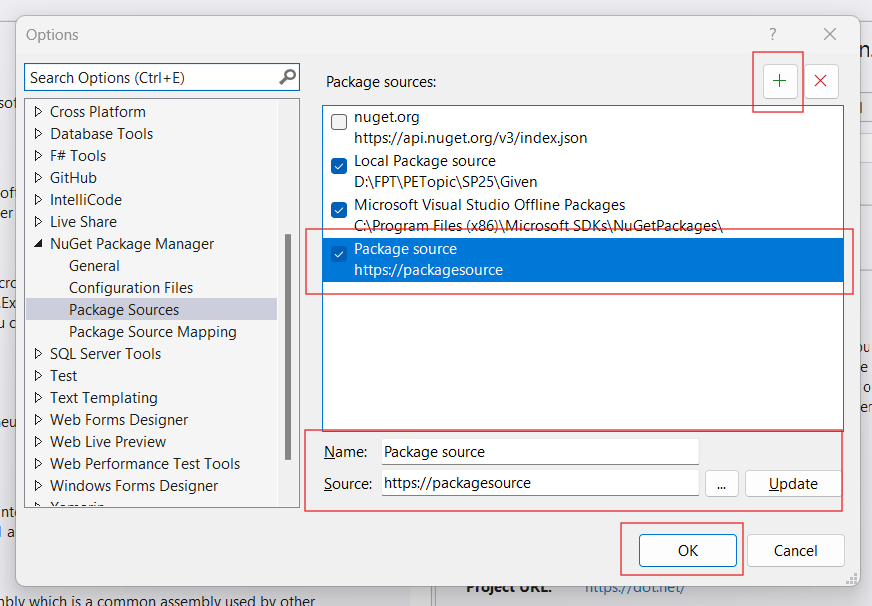 Options
?
Search Options (Ctrl+E)
Package sources:
Cross Platform
Database Tools
F# Tools
GitHub
IntelliCode
Live Share
NuGet Package Manager
General
Configuration Files
Package Sources
Package Source Mapping
SQL Server Tools
Test
Text Templating
Web Forms Designer
Web Live Preview
Web Performance Test Tools
Windows Forms Designer
nuget.org
https://api.nuget.org/v3/index.json
Local Package source
D:\FPT\PETopic\SP25\Given
Microsoft Visual Studio Offline Packages
C:\Program Files (x86)\Microsoft SDKs\NuGetPackages\
Package source
https://packagesource
Name: Package source
Source: https://packagesource
... Update
OK Cancel
Project URL: https://dot.net/
mbly which is a common assembly used by other